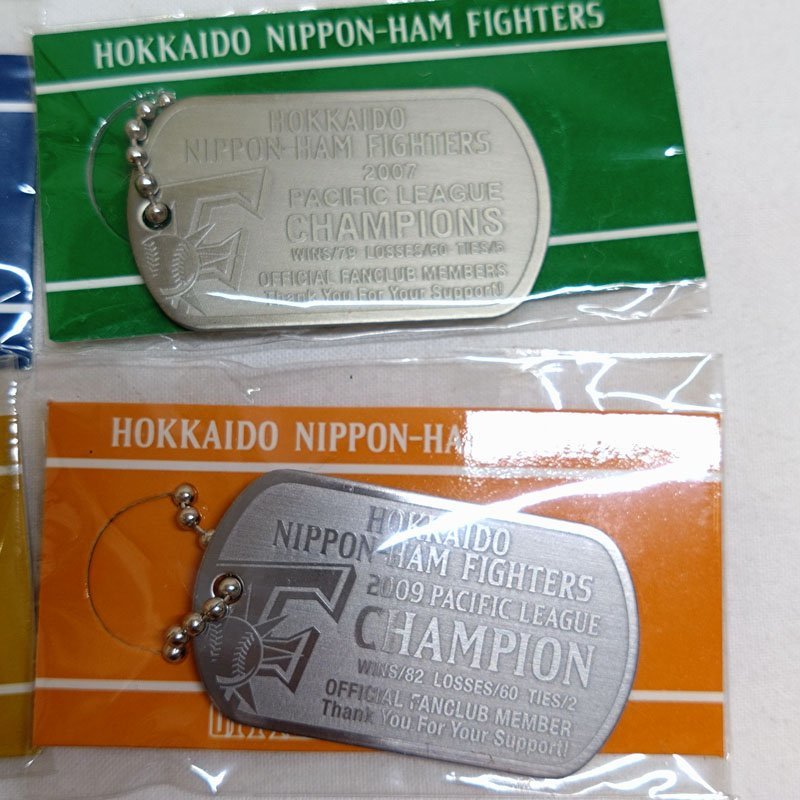 HOKKAIDO NIPPON-HAM FIGHTERS
HOKKAIDO
NIPPON-HAM FIGHTERS
2007
PACIFIC LEAGUE
CHAMPIONS
WINS/79 LOSSES/60 TIES/5
OFFICIAL FANCLUB MEMBERS
Thank You For Your Support!
HOKKAIDO NIPPON-HA
HOKKAIDO
NIPPON-HAM FIGHTERS
2009 PACIFIC LEAGUE
CHAMPION
WINS/82 LOSSES/60 TIES/2
OFFICIAL FANCLUB MEMBER
Thank You For Your Support!